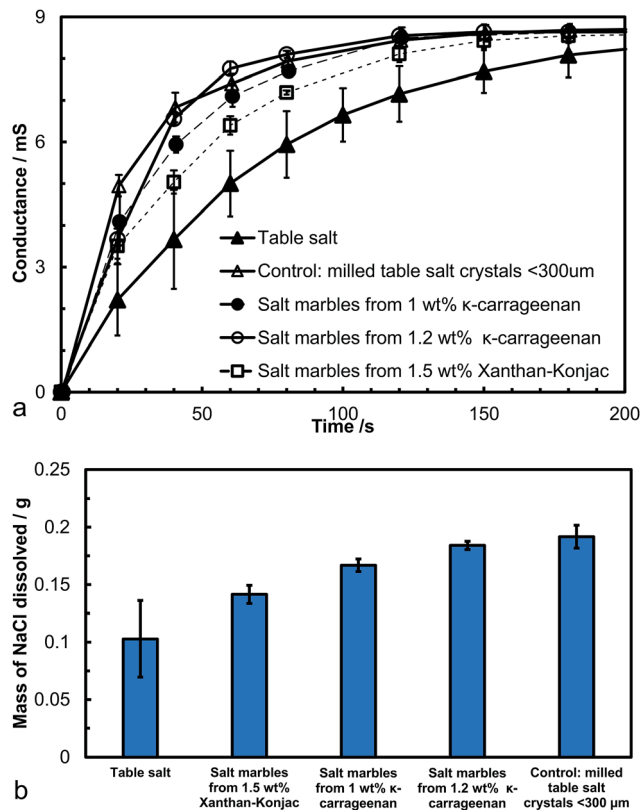 9
6
3
0
Conductance / mS
Table salt
Control: milled table salt crystals <300um
Salt marbles from 1 wt% κ-carrageenan
Salt marbles from 1.2 wt%  κ-carrageenan
Salt marbles from 1.5 wt% Xanthan-Konjac
0 50 100 150 200
Time /s
a
0.25
0.2
0.15
0.1
0.05
0
Mass of NaCl dissolved / g
Table salt
Salt marbles
from 1.5 wt%
Xanthan-Konjac
Salt marbles
from 1 wt% κ-
carrageenan
Salt marbles
from 1.2 wt%  κ-
carrageenan
Control: milled
table salt
crystals <300 μm
b